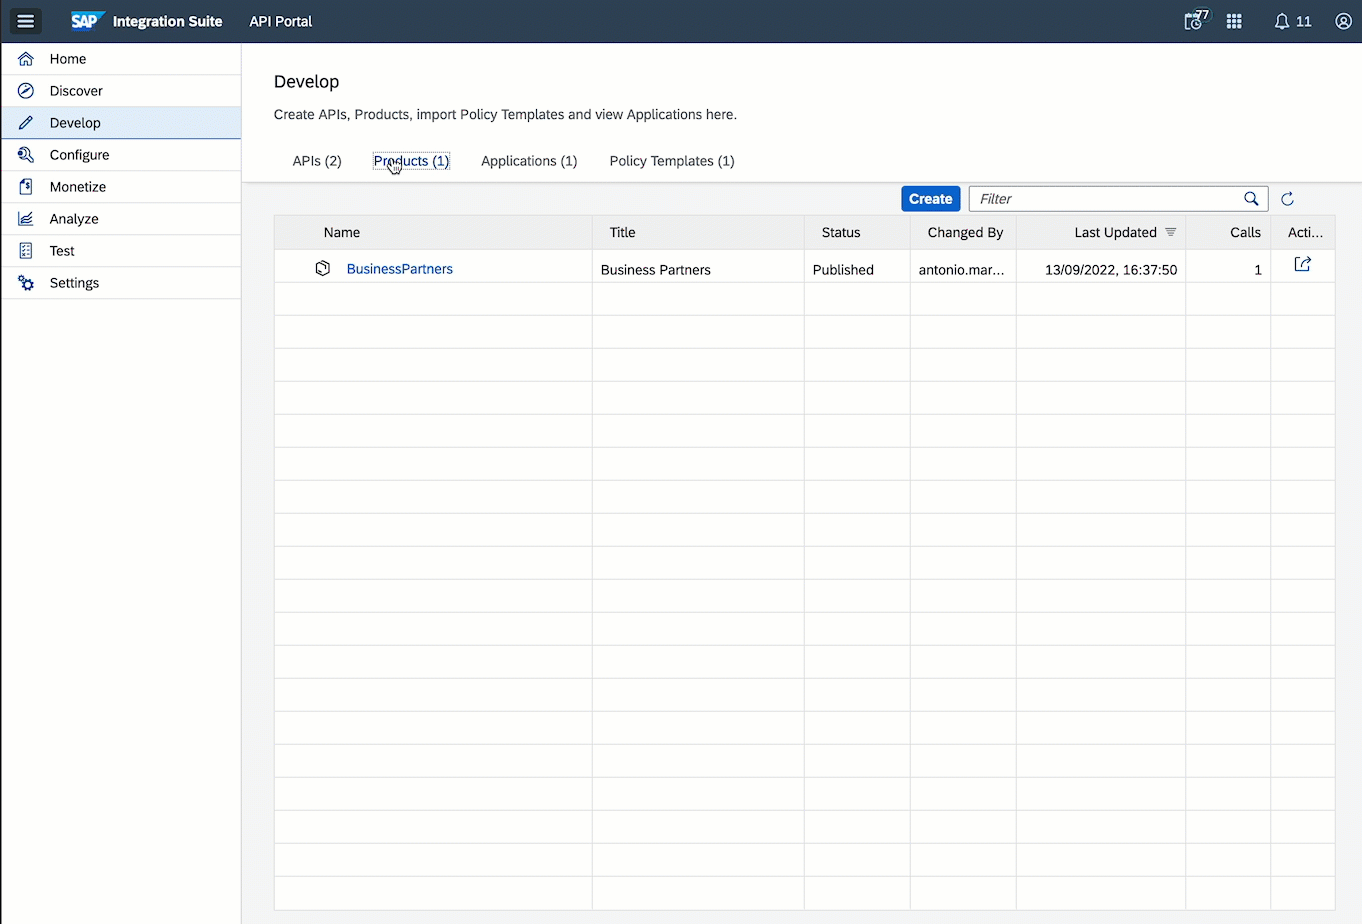 SAP Integration Suite API Portal 77 11
Home
Discover
Develop
Configure
Monetize
Analyze
Test
Settings
Develop
Create APIs, Products, import Policy Templates and view Applications here.
APIs (2) Products (1) Applications (1) Policy Templates (1)
Create Filter
Name Title Status Changed By Last Updated Calls Acti...
BusinessPartners Business Partners Published antonio.mar... 13/09/2022, 16:37:50 1